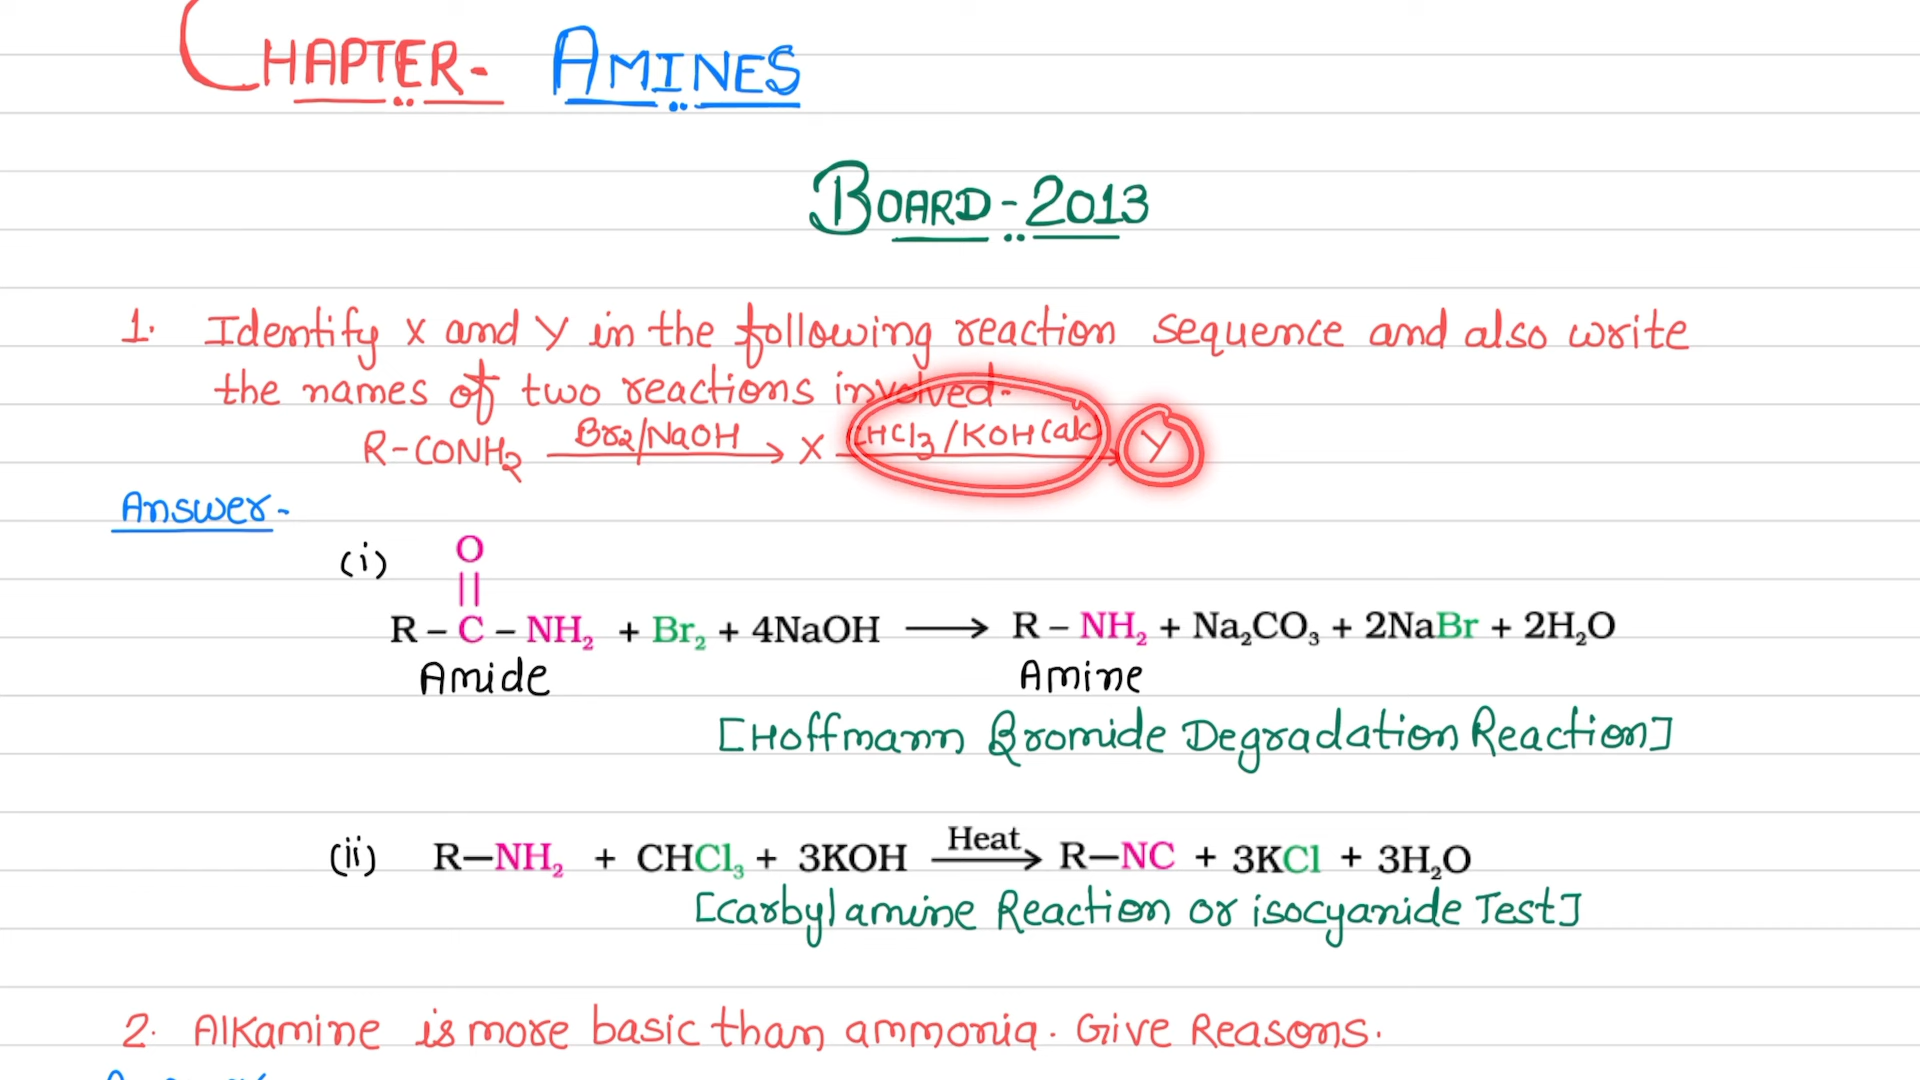 CHAPTER- AMINES
BOARD-2013
1. Identify X and Y in the following reaction sequence and also write
the names of two reactions involved.
R-CONH₂ Br₂/NaOH → X CHCl₃/KOH(alc) → Y
Answer-
(i)
O
||
R – C – NH₂ + Br₂ + 4NaOH ⟶ R – NH₂ + Na₂CO₃ + 2NaBr + 2H₂O
Amide Amine
[Hoffmann Bromide Degradation Reaction]
(ii) R—NH₂ + CHCl₃ + 3KOH Heat → R—NC + 3KCl + 3H₂O
[carbylamine Reaction or isocyanide Test]
2. Alkamine is more basic than ammonia. Give Reasons.